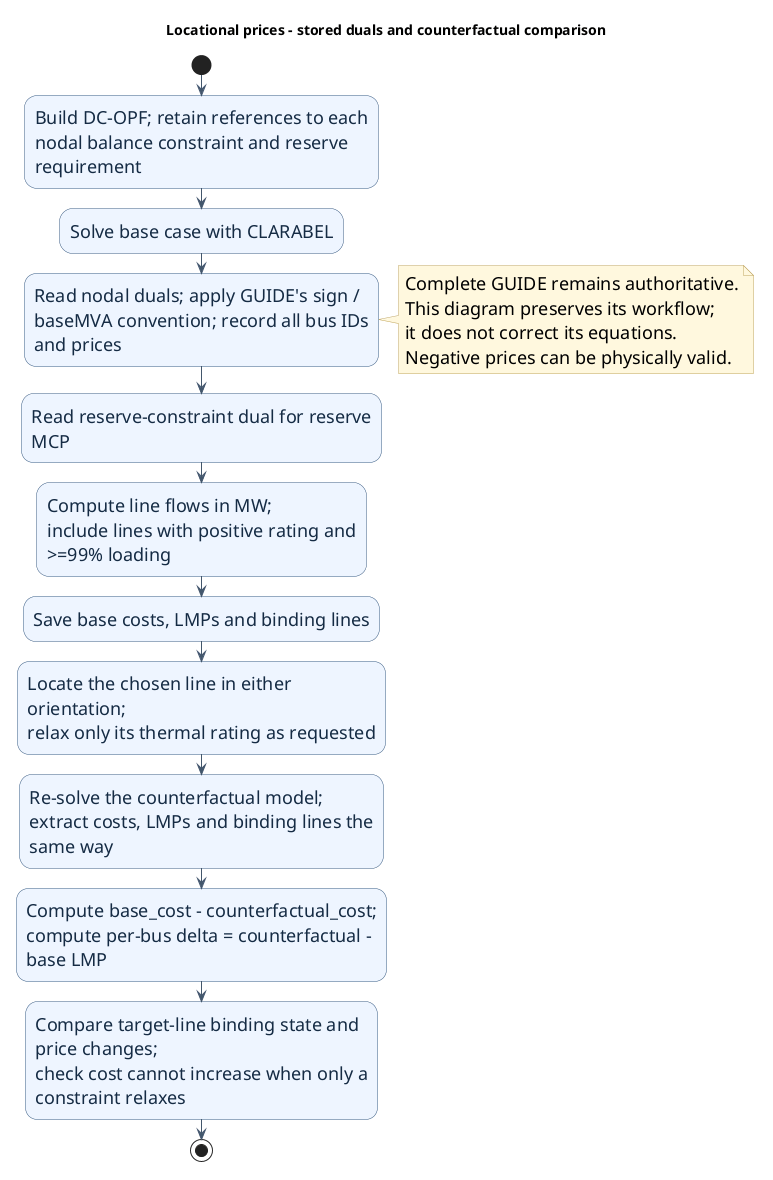 Locational prices - stored duals and counterfactual comparison
Build DC-OPF; retain references to each
nodal balance constraint and reserve
requirement
Solve base case with CLARABEL
Read nodal duals; apply GUIDE's sign /
baseMVA convention; record all bus IDs
and prices
Complete GUIDE remains authoritative.
This diagram preserves its workflow;
it does not correct its equations.
Negative prices can be physically valid.
Read reserve-constraint dual for reserve
MCP
Compute line flows in MW;
include lines with positive rating and
>=99% loading
Save base costs, LMPs and binding lines
Locate the chosen line in either
orientation;
relax only its thermal rating as requested
Re-solve the counterfactual model;
extract costs, LMPs and binding lines the
same way
Compute base_cost - counterfactual_cost;
compute per-bus delta = counterfactual -
base LMP
Compare target-line binding state and
price changes;
check cost cannot increase when only a
constraint relaxes